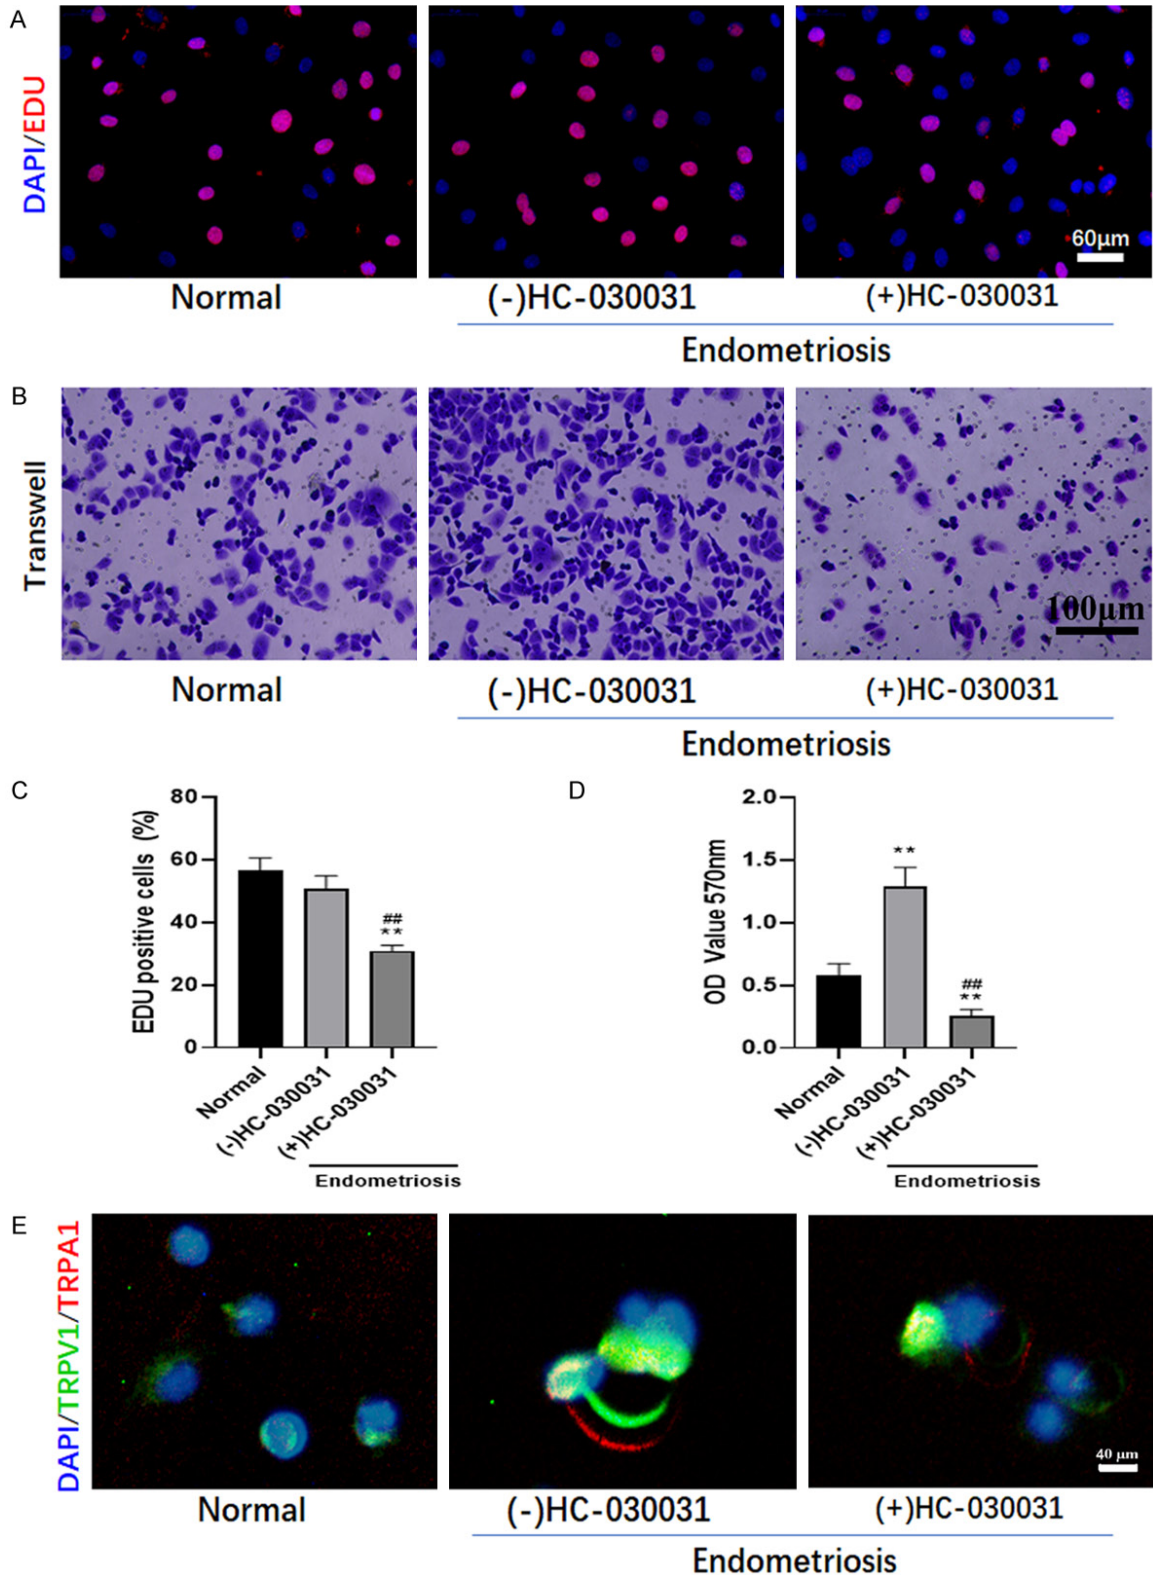 A
DAPI/EDU
60μm
Normal
(-)HC-030031
(+)HC-030031
Endometriosis
B
Transwell
100μm
Normal
(-)HC-030031
(+)HC-030031
Endometriosis
C
EDU positive cells (%)
80
60
40
20
0
##
**
Normal
(-)HC-030031
(+)HC-030031
Endometriosis
D
OD Value 570nm
2.0
1.5
1.0
0.5
0.0
**
##
**
Normal
(-)HC-030031
(+)HC-030031
Endometriosis
E
DAPI/TRPV1/TRPA1
40 μm
Normal
(-)HC-030031
(+)HC-030031
Endometriosis